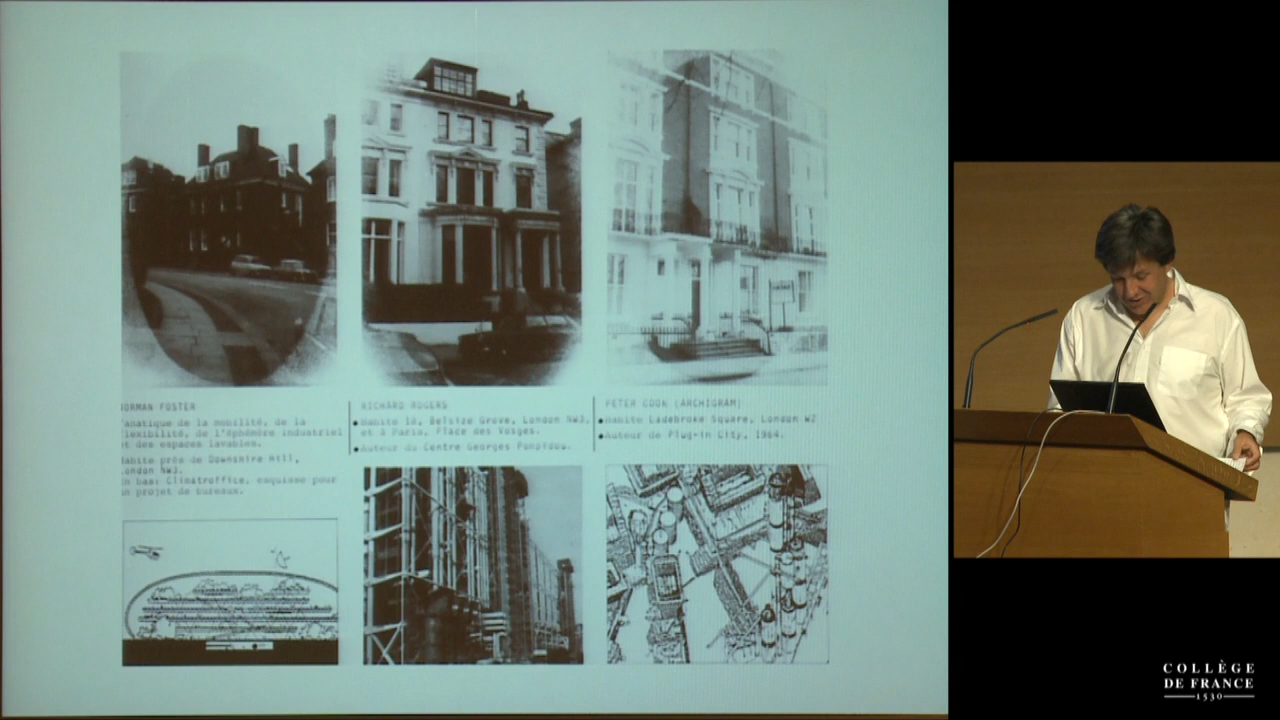 NORMAN FOSTER
fanatique de la mobilité, de la
flexibilité, de l'éphémère industriel
et des espaces lavables.
Habite près de Downshire Hill,
London NW3.
En bas: Climatroffice, esquisse pour
un projet de bureaux.
RICHARD ROGERS
Habite 18, Belsize Grove, London NW3,
et à Paris, Place des Vosges.
Auteur du Centre Georges Pompidou.
PETER COOK (ARCHIGRAM)
Habite Ladebroke Square, London W2
Auteur de Plug-in City, 1964.
COLLÈGE
DE FRANCE
1530